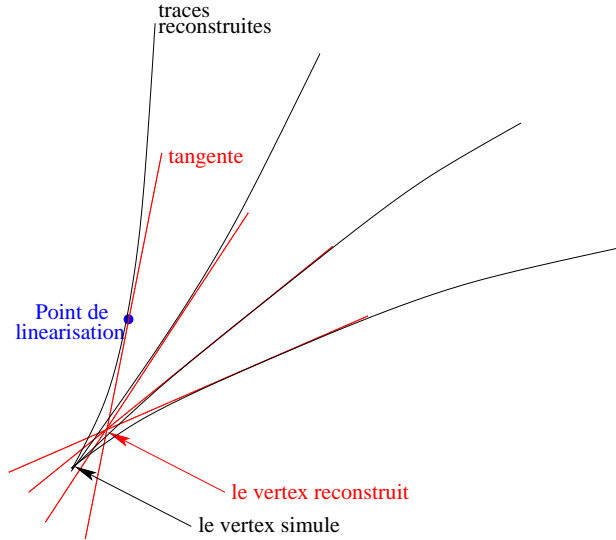 traces
reconstruites
tangente
Point de
linearisation
le vertex reconstruit
le vertex simule